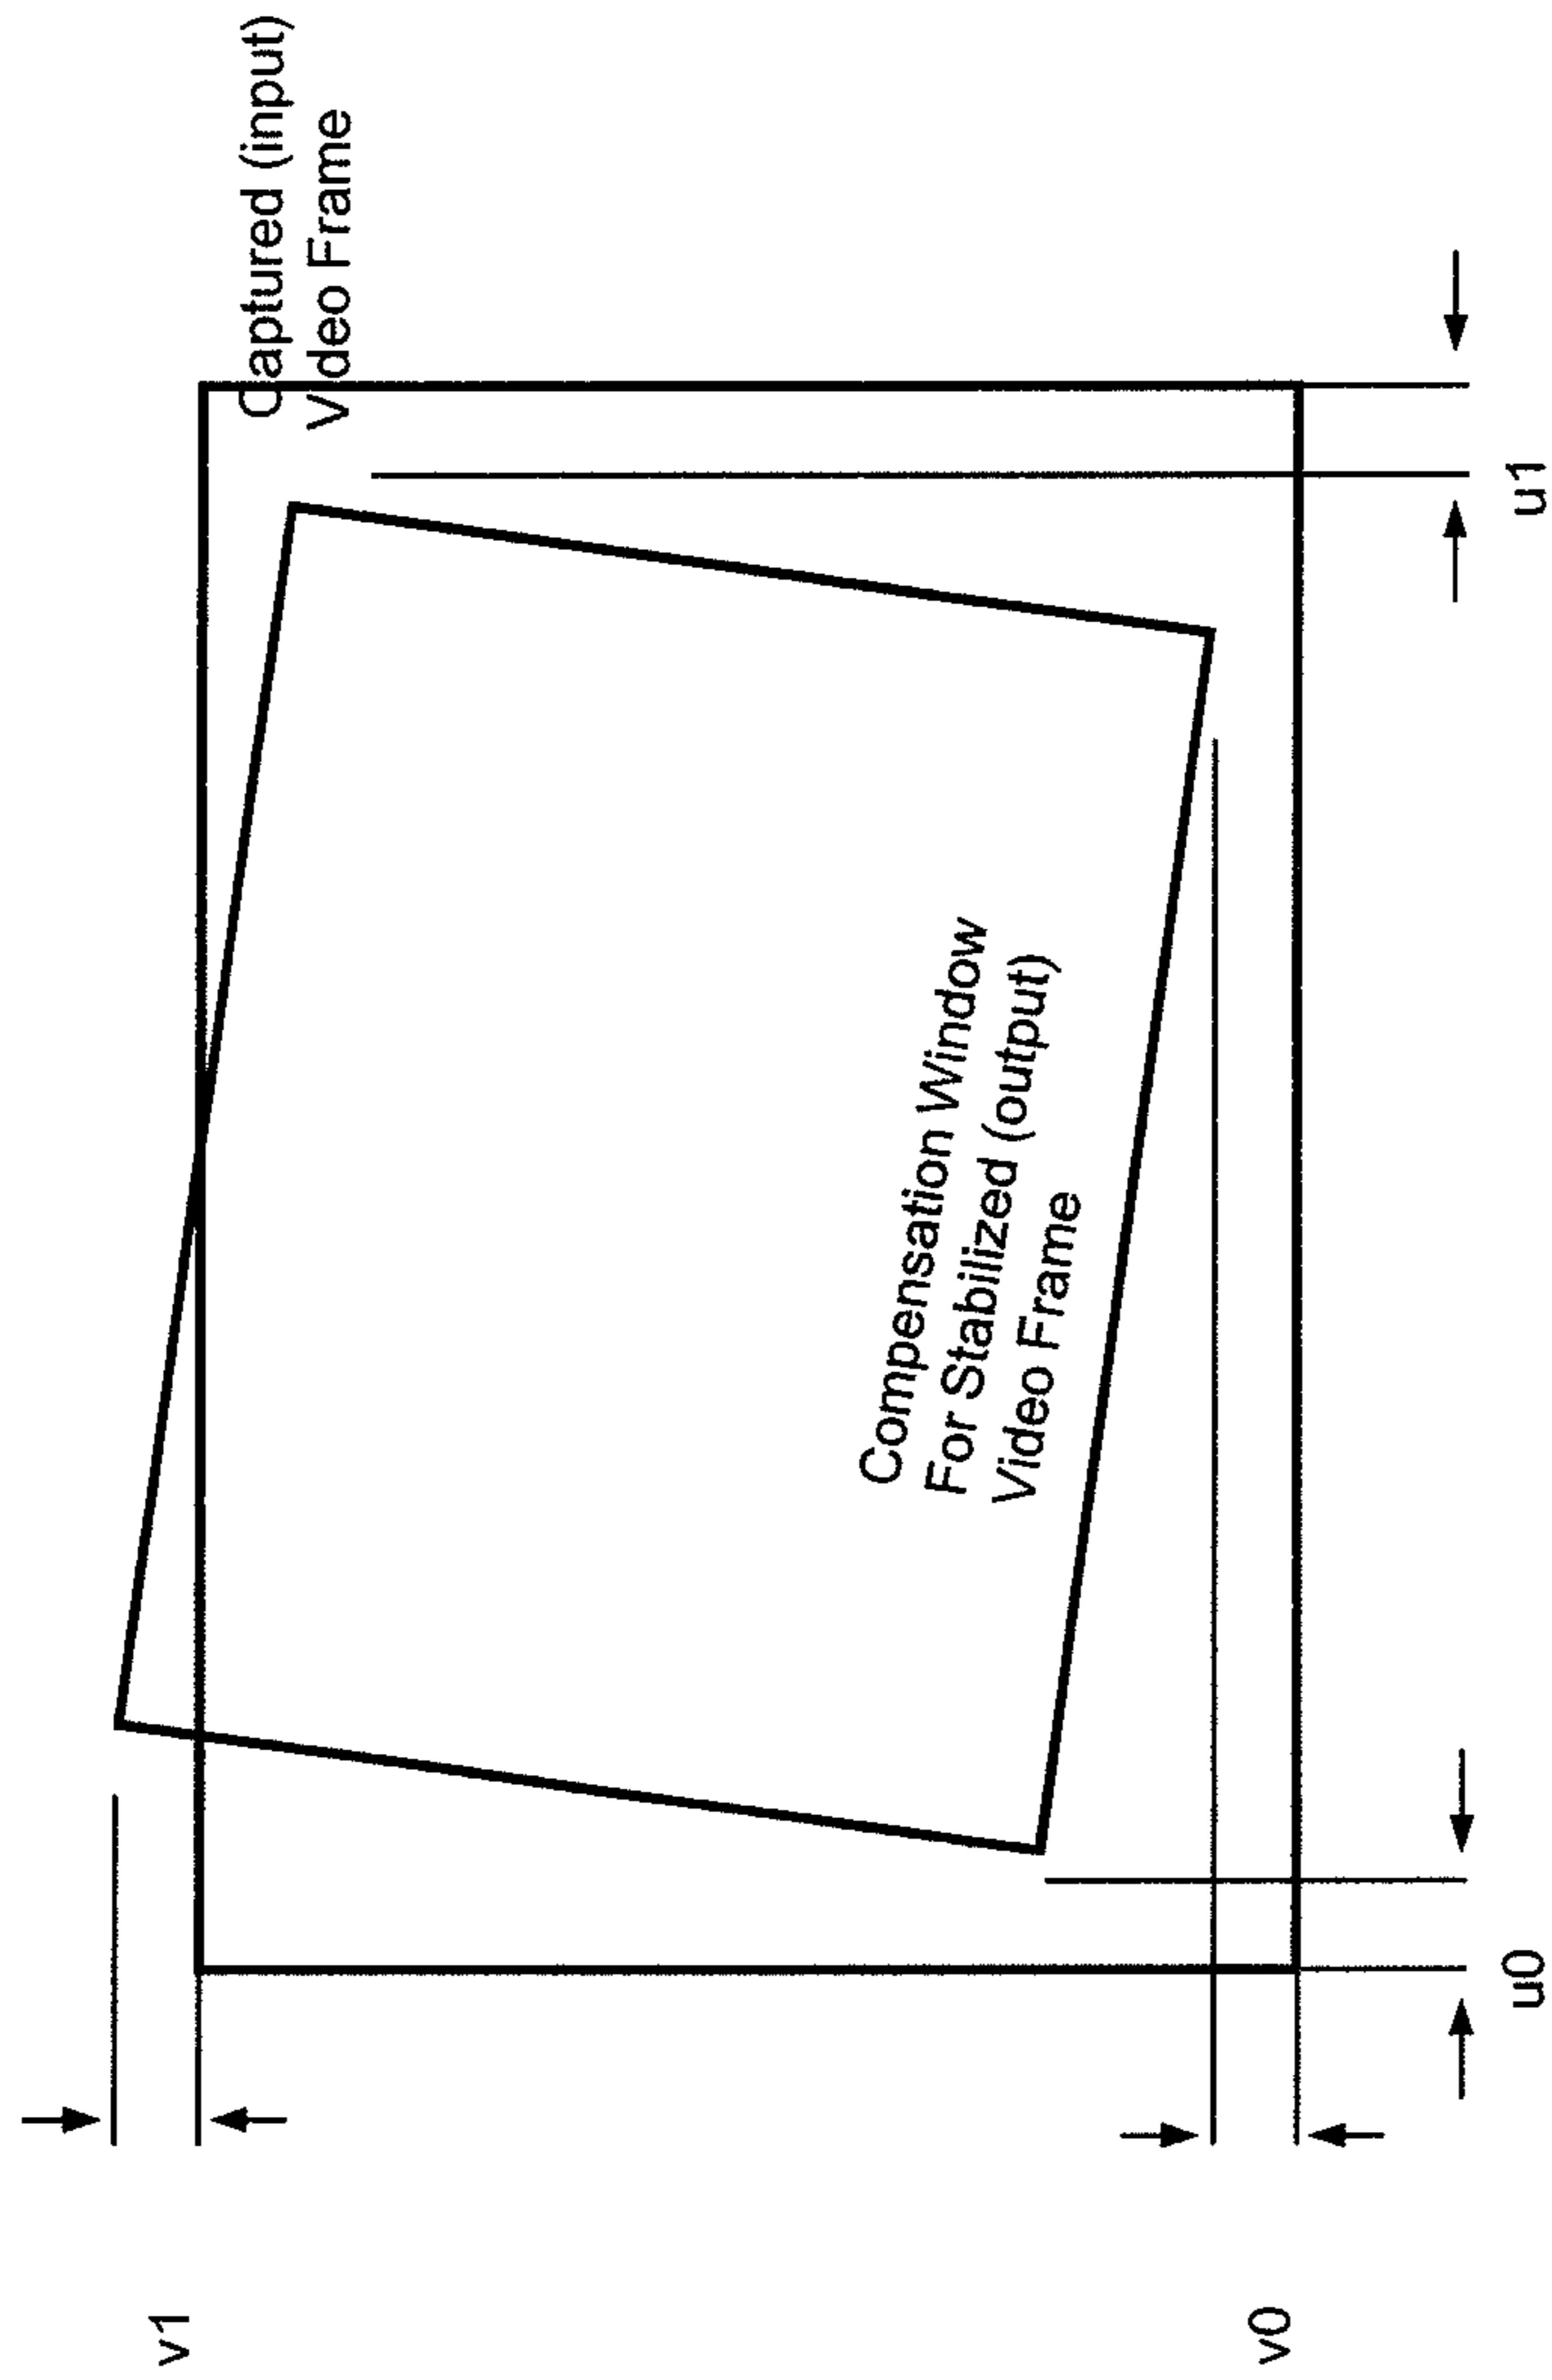 Captured (input)
Video Frame
Compensation Window
For Stabilized (output)
Video Frame
v1
v0
u0
u1